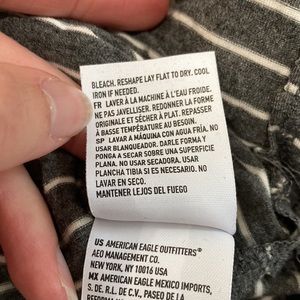 BLEACH. RESHAPE LAY FLAT TO DRY. COOL
IRON IF NEEDED.
FR LAVER À LA MACHINE À L'EAU FROIDE.
NE PAS JAVELLISER. REDONNER LA FORME
ORIGINALE ET SÉCHER À PLAT. REPASSER
À BASSE TEMPÉRATURE AU BESOIN.
SP LAVAR A MÁQUINA CON AGUA FRÍA. NO
USAR BLANQUEADOR. DARLE FORMA Y
PONGA A SECAR SOBRE UNA SUPERFICIE
PLANA. NO USAR SECADORA. USAR
PLANCHA TIBIA SI ES NECESARIO. NO
LAVAR EN SECO.
MANTENER LEJOS DEL FUEGO
US AMERICAN EAGLE OUTFITTERS®
AEO MANAGEMENT CO.
NEW YORK, NY 10016 USA
MX AMERICAN EAGLE MEXICO IMPORTS,
S. DE R.L. DE C.V., PASEO DE LA